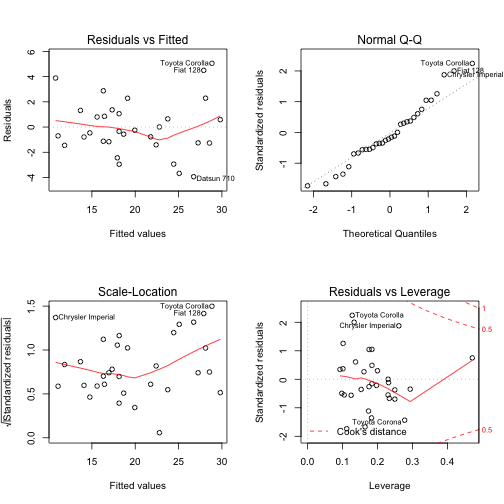 Residuals vs Fitted
Residuals
6
4
2
0
-2
-4
Toyota Corolla
Fiat 128
Datsun 710
15
20
25
30
Fitted values
Normal Q-Q
Standardized residuals
2
1
0
-1
Toyota Corolla
Fiat 128
Chrysler Imperial
-2
-1
0
1
2
Theoretical Quantiles
Scale-Location
√|Standardized residuals|
1.5
1.0
0.5
0.0
Toyota Corolla
Fiat 128
Chrysler Imperial
15
20
25
30
Fitted values
Residuals vs Leverage
Standardized residuals
2
1
0
-1
-2
Toyota Corolla
Chrysler Imperial
Toyota Corona
Cook's distance
1
0.5
0.5
0.0
0.1
0.2
0.3
0.4
Leverage